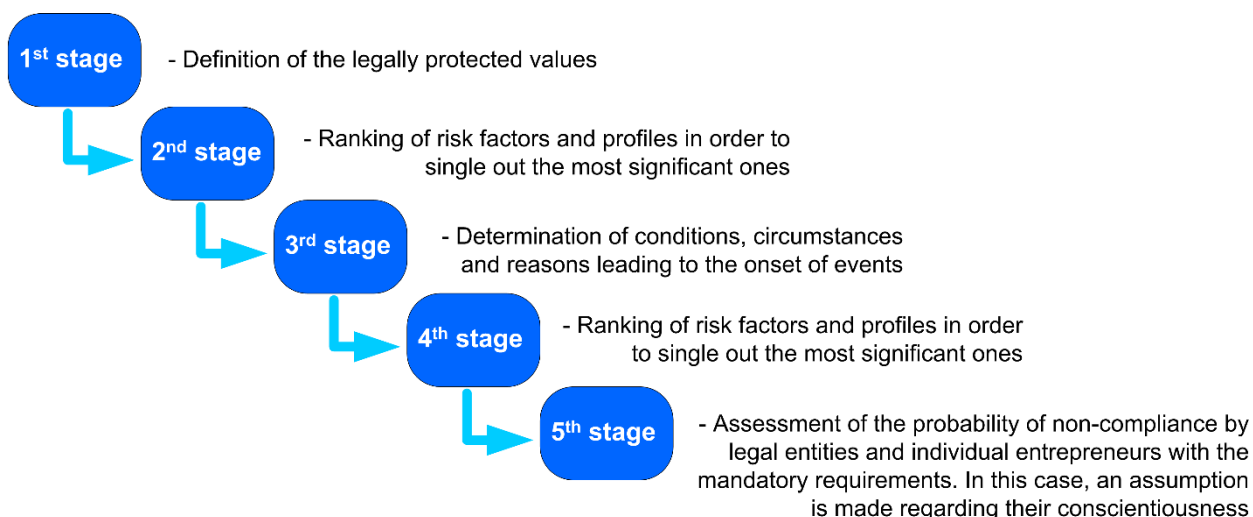 1st stage
- Definition of the legally protected values
2nd stage
- Ranking of risk factors and profiles in order to
single out the most significant ones
3rd stage
- Determination of conditions, circumstances
and reasons leading to the onset of events
4th stage
- Ranking of risk factors and profiles in order
to single out the most significant ones
5th stage
- Assessment of the probability of non-compliance by
legal entities and individual entrepreneurs with the
mandatory requirements. In this case, an assumption
is made regarding their conscientiousness